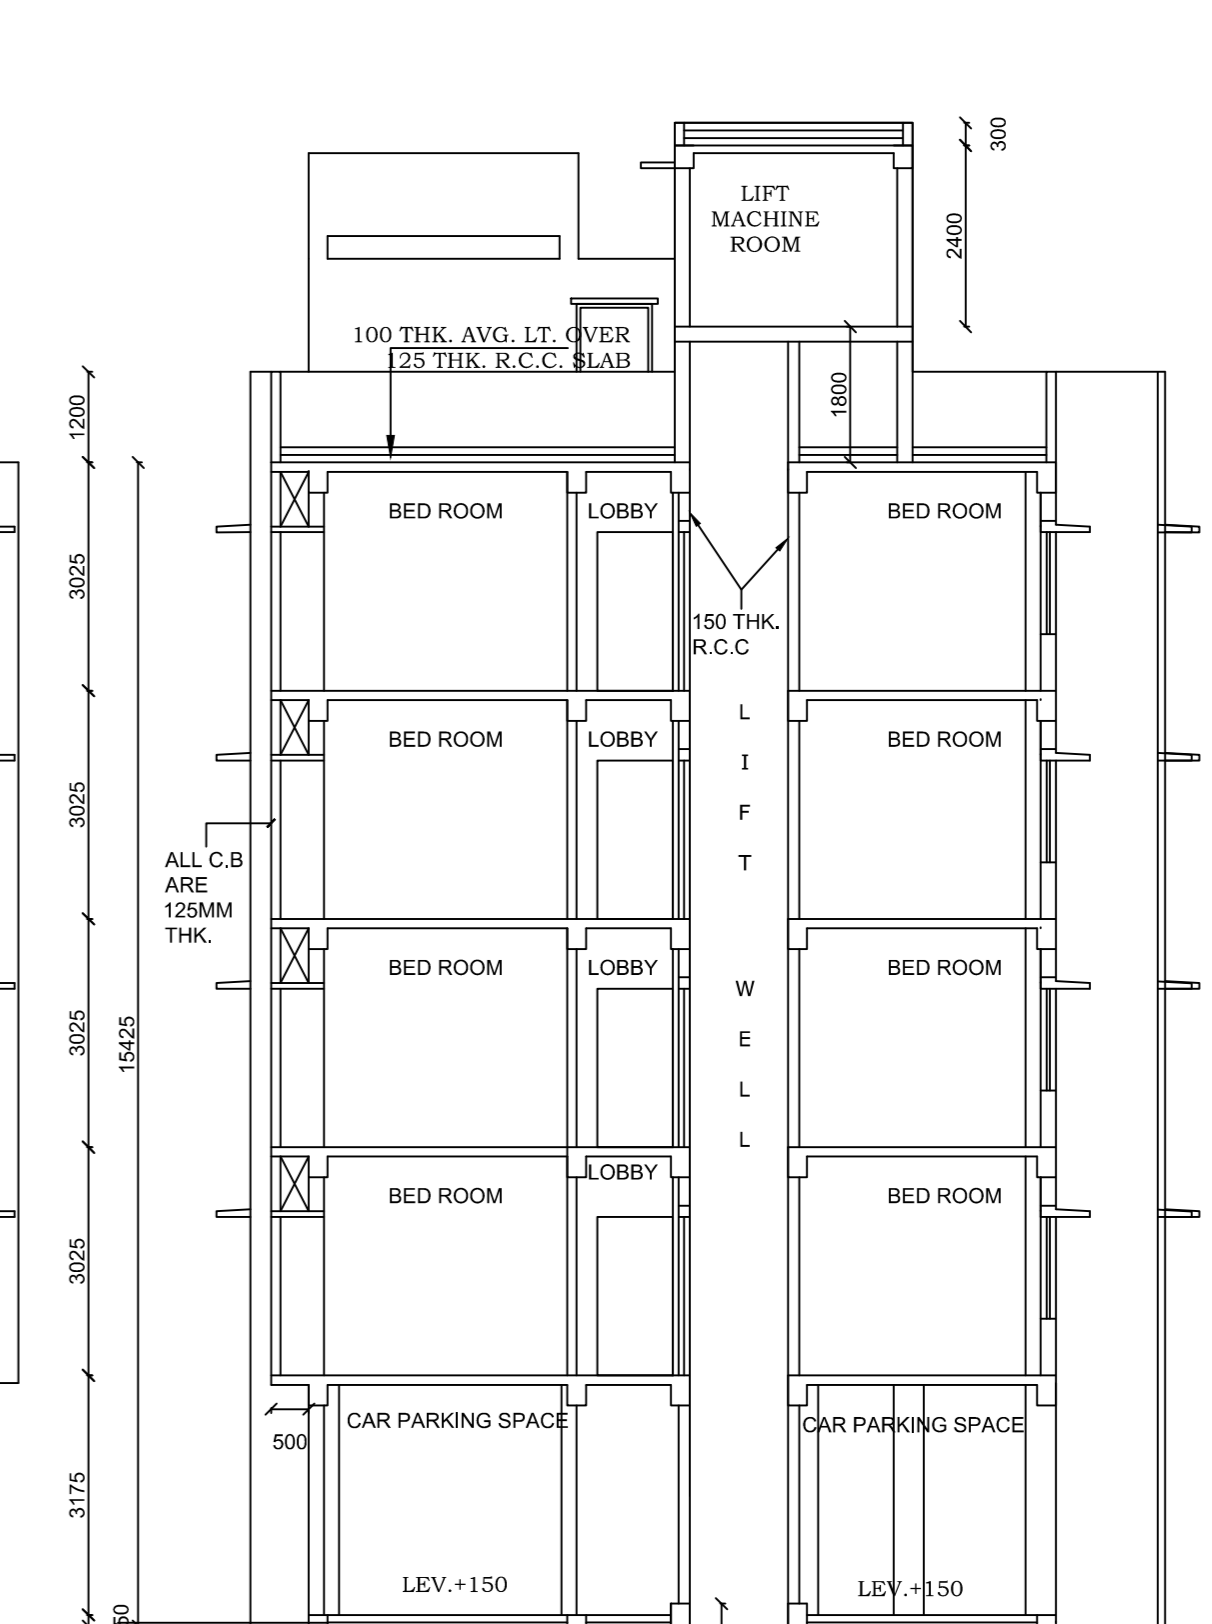 300
2400
LIFT
MACHINE
ROOM
100 THK. AVG. LT. OVER
125 THK. R.C.C. SLAB
1200
1800
BED ROOM
LOBBY
BED ROOM
3025
150 THK.
R.C.C
L
I
F
T
BED ROOM
LOBBY
BED ROOM
3025
ALL C.B
ARE
125MM
THK.
BED ROOM
LOBBY
BED ROOM
W
E
L
L
3025
15425
LOBBY
BED ROOM
BED ROOM
3025
CAR PARKING SPACE
CAR PARKING SPACE
500
3175
LEV.+150
LEV.+150